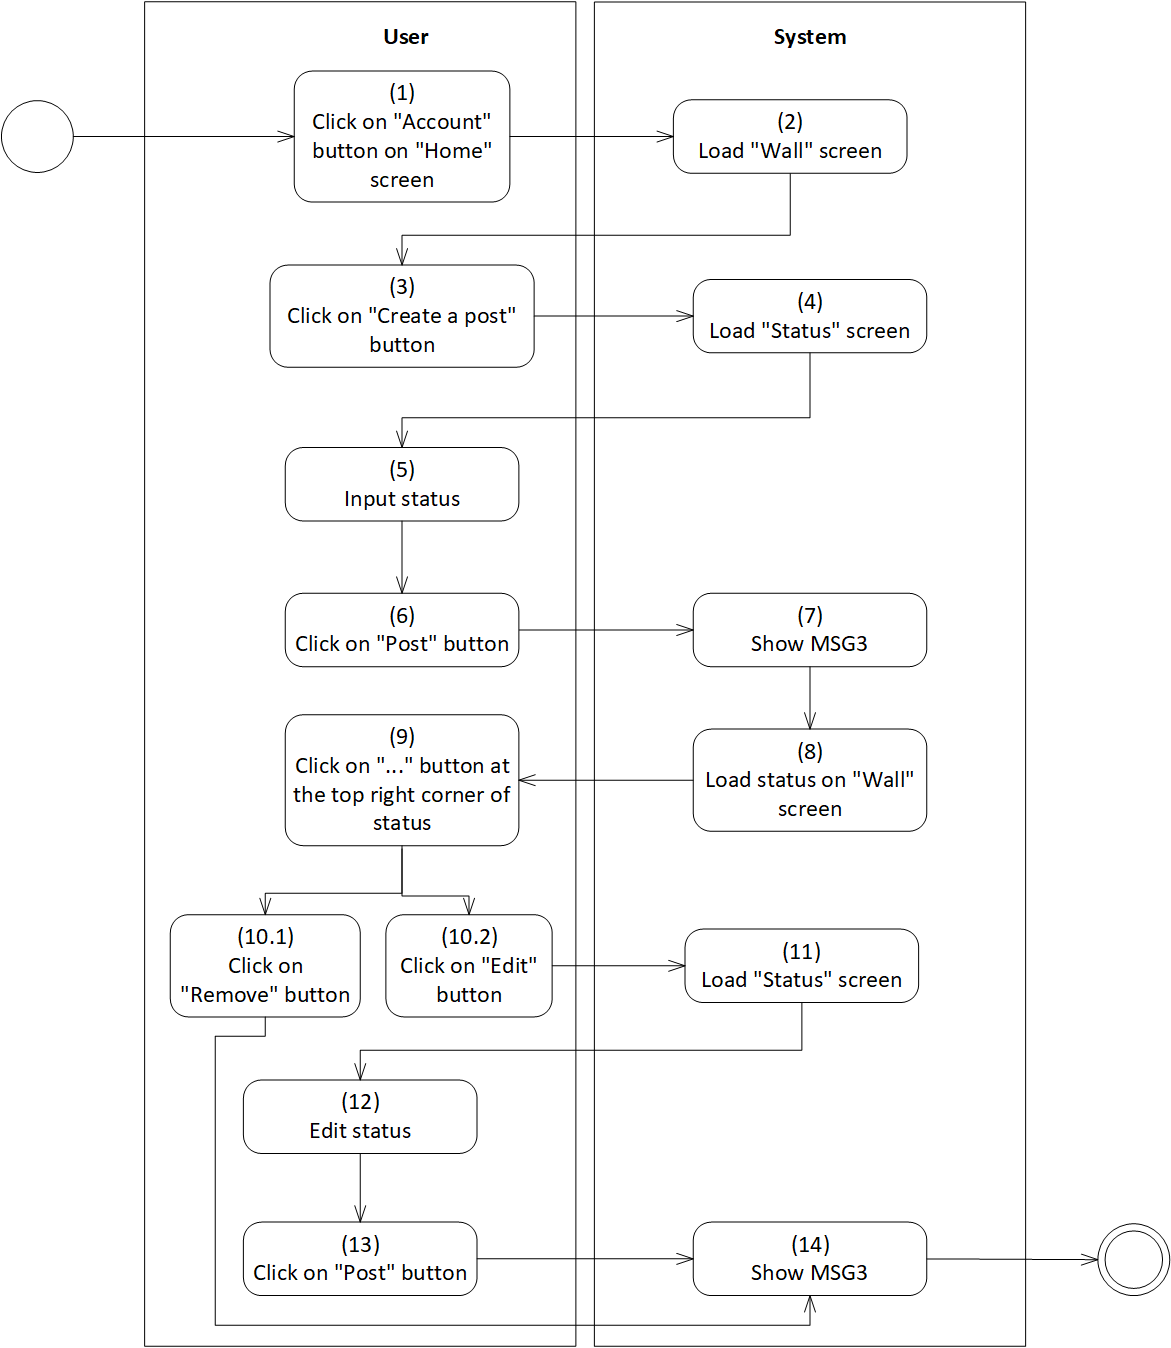 User
System
(1)
Click on "Account"
button on "Home"
screen
(2)
Load "Wall" screen
(3)
Click on "Create a post"
button
(4)
Load "Status" screen
(5)
Input status
(6)
Click on "Post" button
(7)
Show MSG3
(8)
Load status on "Wall"
screen
(9)
Click on "..." button at
the top right corner of
status
(10.1)
Click on
"Remove" button
(10.2)
Click on "Edit"
button
(11)
Load "Status" screen
(12)
Edit status
(13)
Click on "Post" button
(14)
Show MSG3